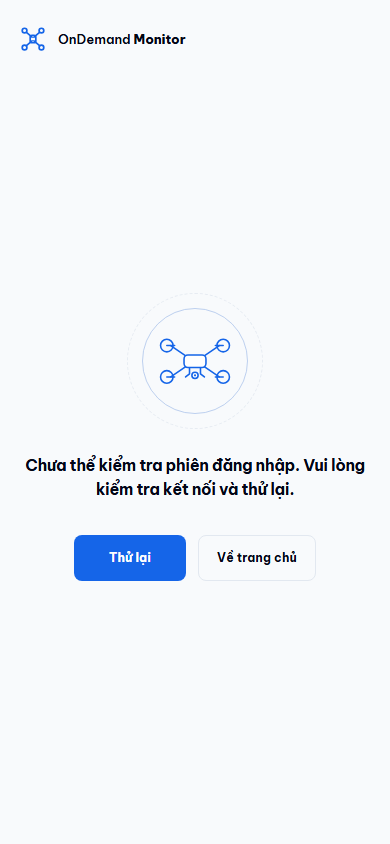 OnDemand Monitor
Chưa thể kiểm tra phiên đăng nhập. Vui lòng
kiểm tra kết nối và thử lại.
Thử lại
Về trang chủ